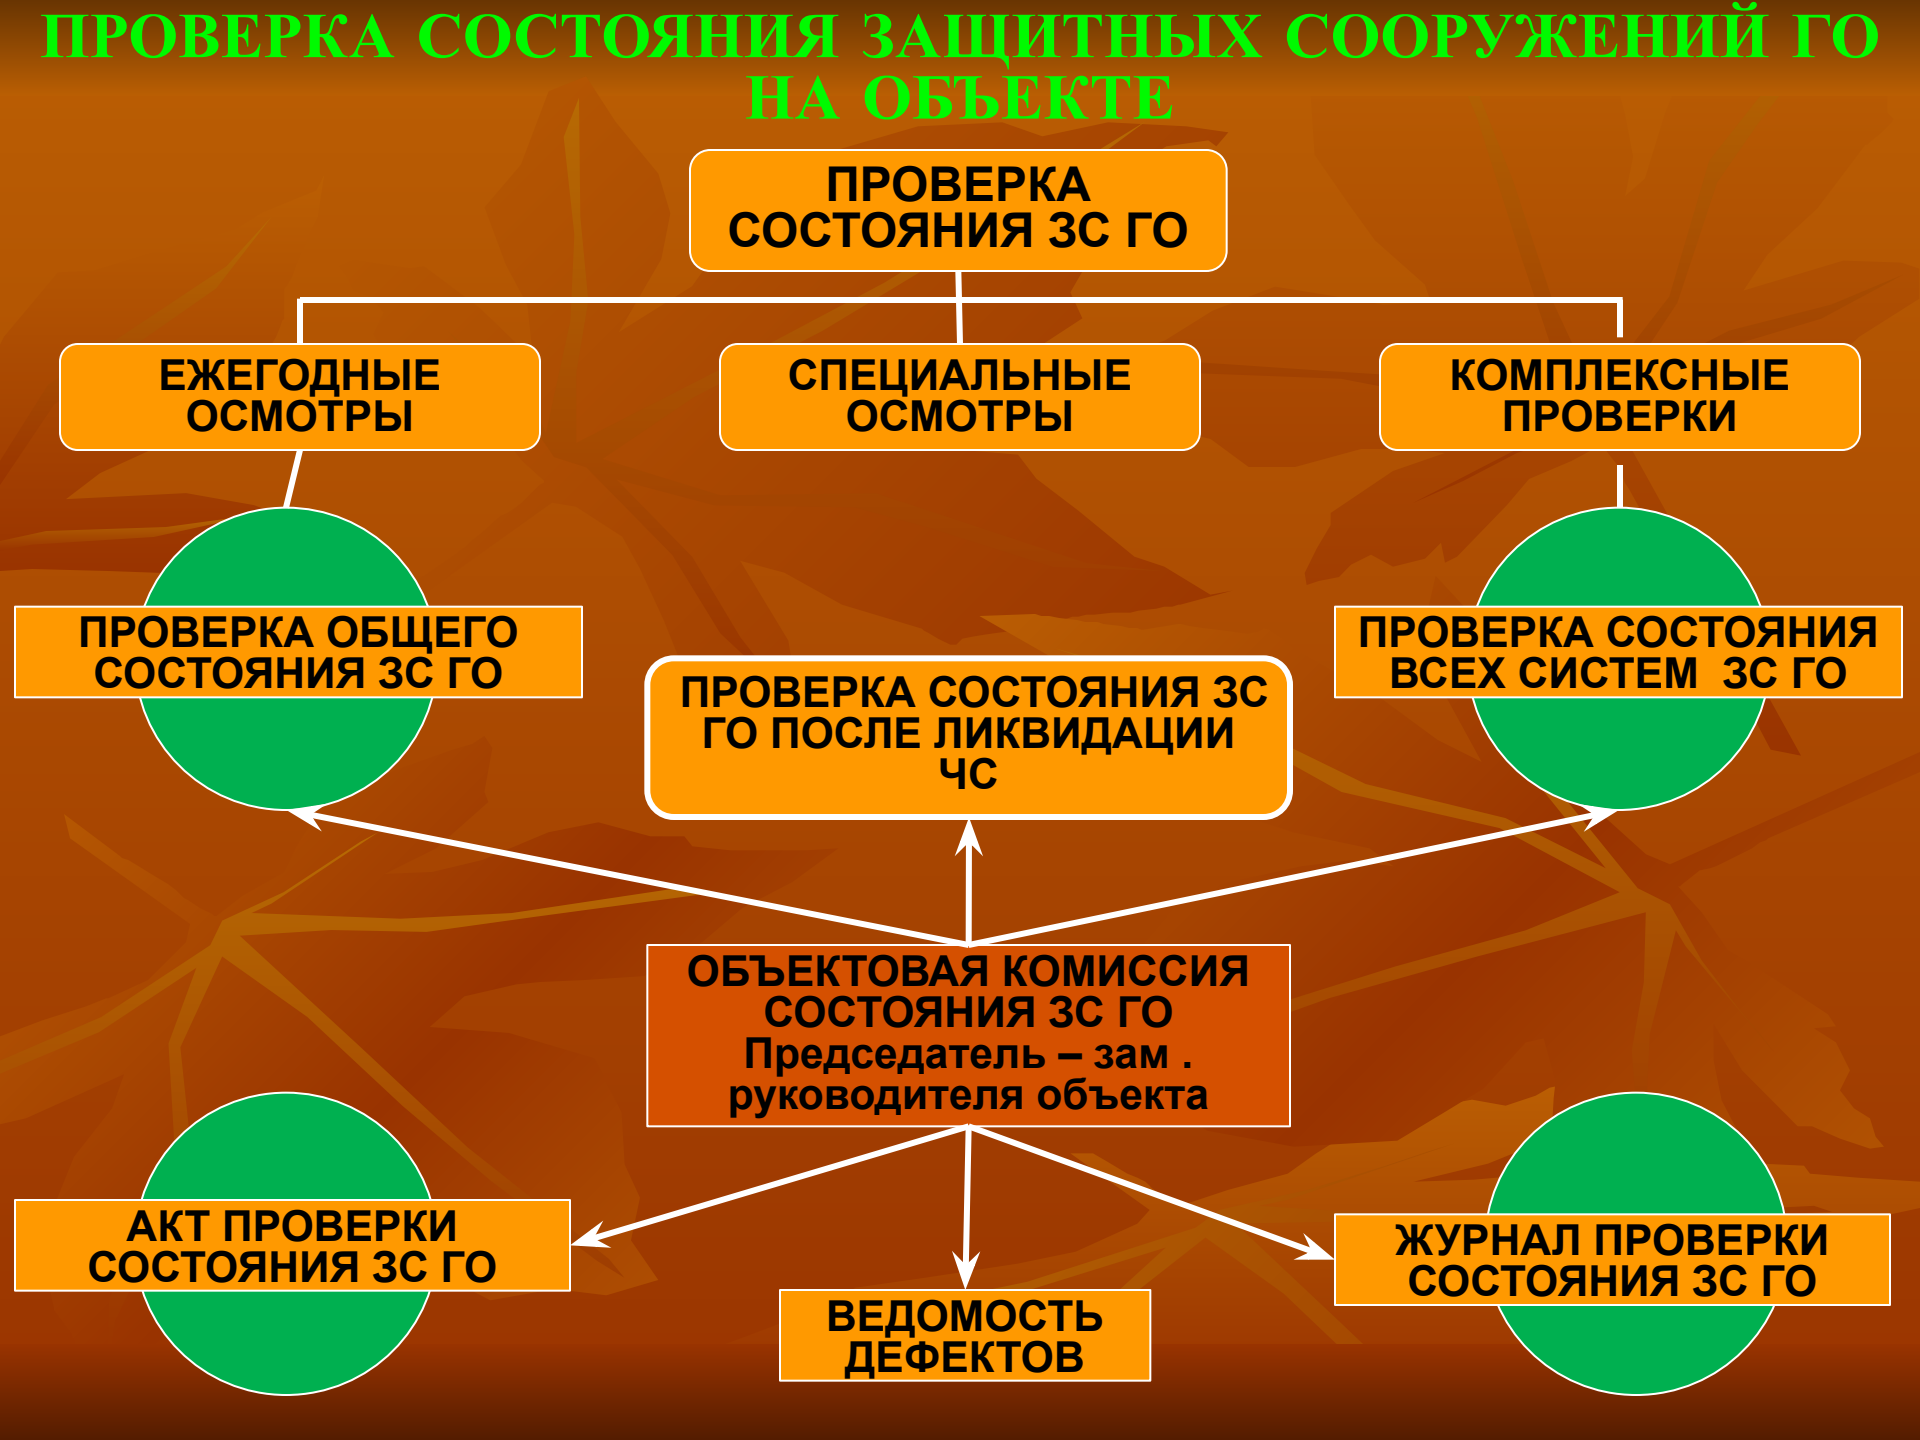 ПРОВЕРКА СОСТОЯНИЯ ЗАЩИТНЫХ СООРУЖЕНИЙ ГО
НА ОБЪЕКТЕ
ПРОВЕРКА
СОСТОЯНИЯ ЗС ГО
ЕЖЕГОДНЫЕ
ОСМОТРЫ
СПЕЦИАЛЬНЫЕ
ОСМОТРЫ
КОМПЛЕКСНЫЕ
ПРОВЕРКИ
ПРОВЕРКА ОБЩЕГО
СОСТОЯНИЯ ЗС ГО
ПРОВЕРКА СОСТОЯНИЯ ЗС
ГО ПОСЛЕ ЛИКВИДАЦИИ
ЧС
ПРОВЕРКА СОСТОЯНИЯ
ВСЕХ СИСТЕМ  ЗС ГО
ОБЪЕКТОВАЯ КОМИССИЯ
СОСТОЯНИЯ ЗС ГО
Председатель – зам .
руководителя объекта
АКТ ПРОВЕРКИ
СОСТОЯНИЯ ЗС ГО
ВЕДОМОСТЬ
ДЕФЕКТОВ
ЖУРНАЛ ПРОВЕРКИ
СОСТОЯНИЯ ЗС ГО